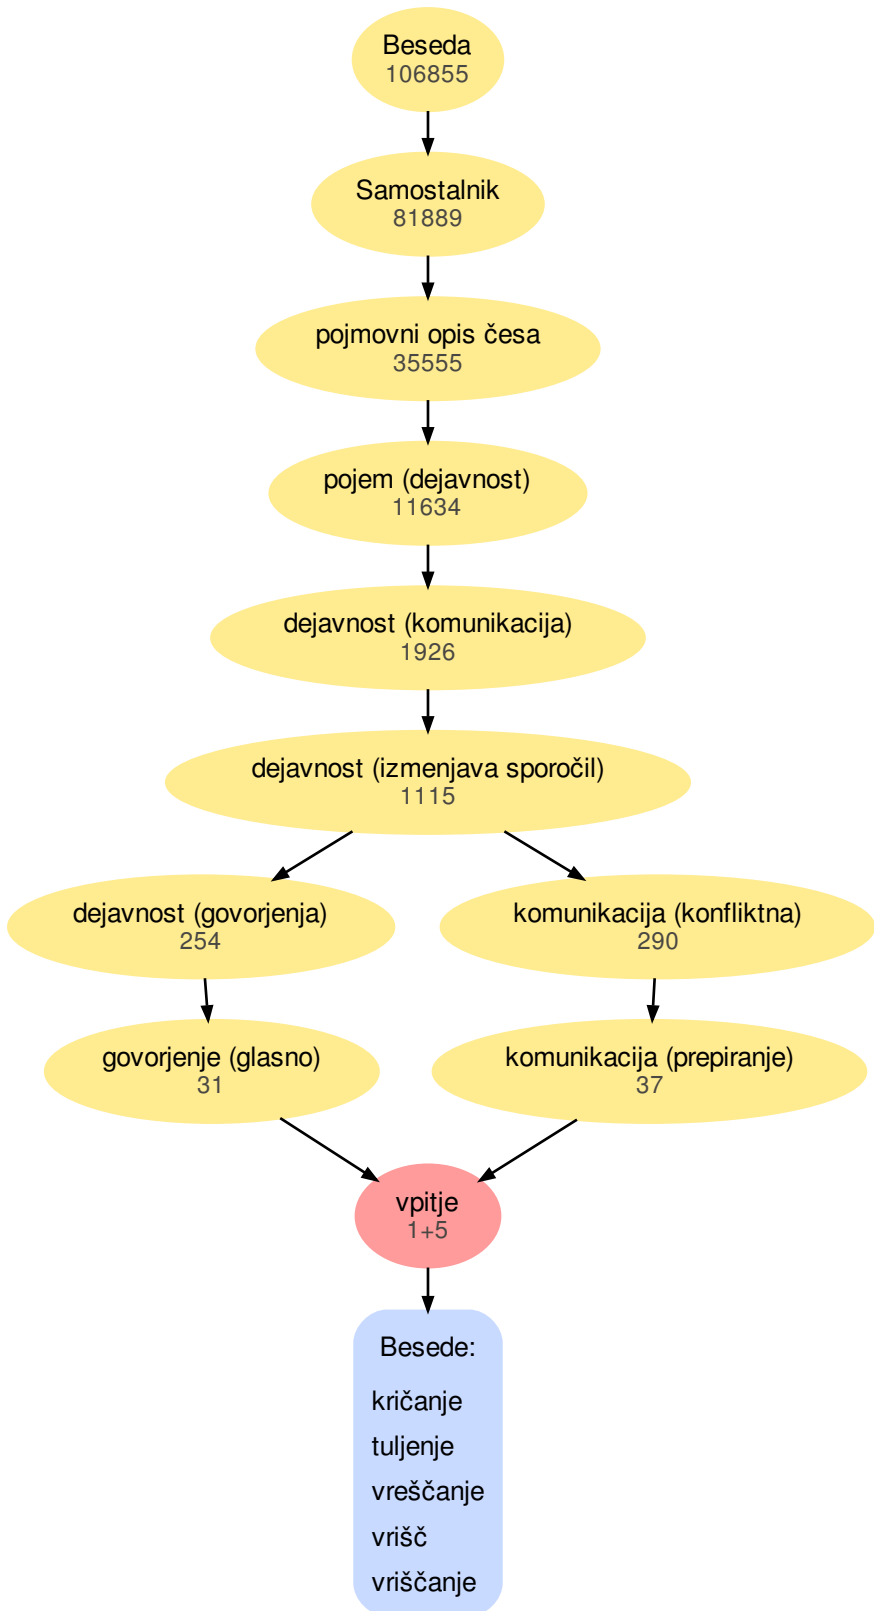 Beseda
106855
Samostalnik
81889
pojmovni opis česa
35555
pojem (dejavnost)
11634
dejavnost (komunikacija)
1926
dejavnost (izmenjava sporočil)
1115
dejavnost (govorjenja)
254
komunikacija (konfliktna)
290
govorjenje (glasno)
31
komunikacija (prepiranje)
37
vpitje
1+5
Besede:
kričanje
tuljenje
vreščanje
vrišč
vriščanje